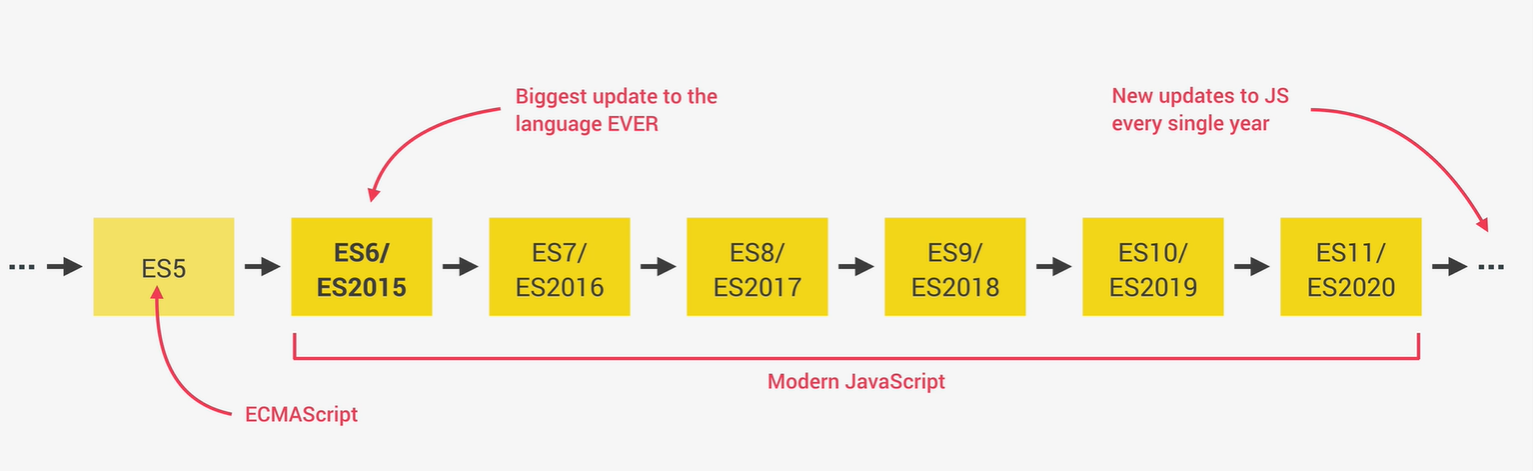 Biggest update to the
language EVER
New updates to JS
every single year
... ES5
ES6/
ES2015
ES7/
ES2016
ES8/
ES2017
ES9/
ES2018
ES10/
ES2019
ES11/
ES2020
...
Modern JavaScript
ECMAScript